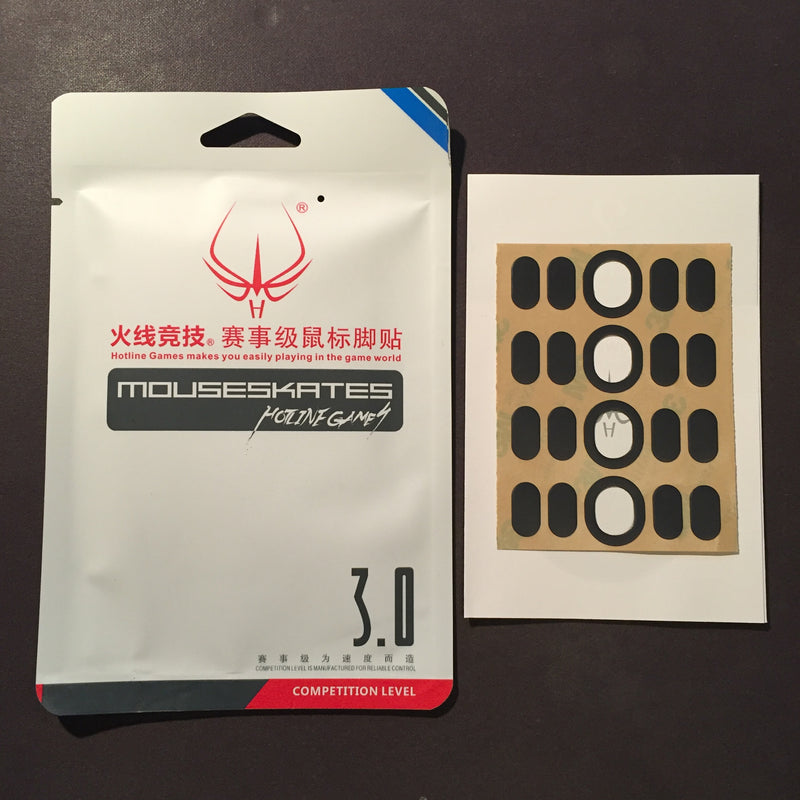 ®
H
火线竞技® 赛事级鼠标脚贴
Hotline Games makes you easily playing in the game world
MOUSESKATES
HOTLINE GAMES
3.0
赛事级为速度而造
COMPETITION LEVEL IS MANUFACTURED FOR RELIABLE CONTROL
COMPETITION LEVEL